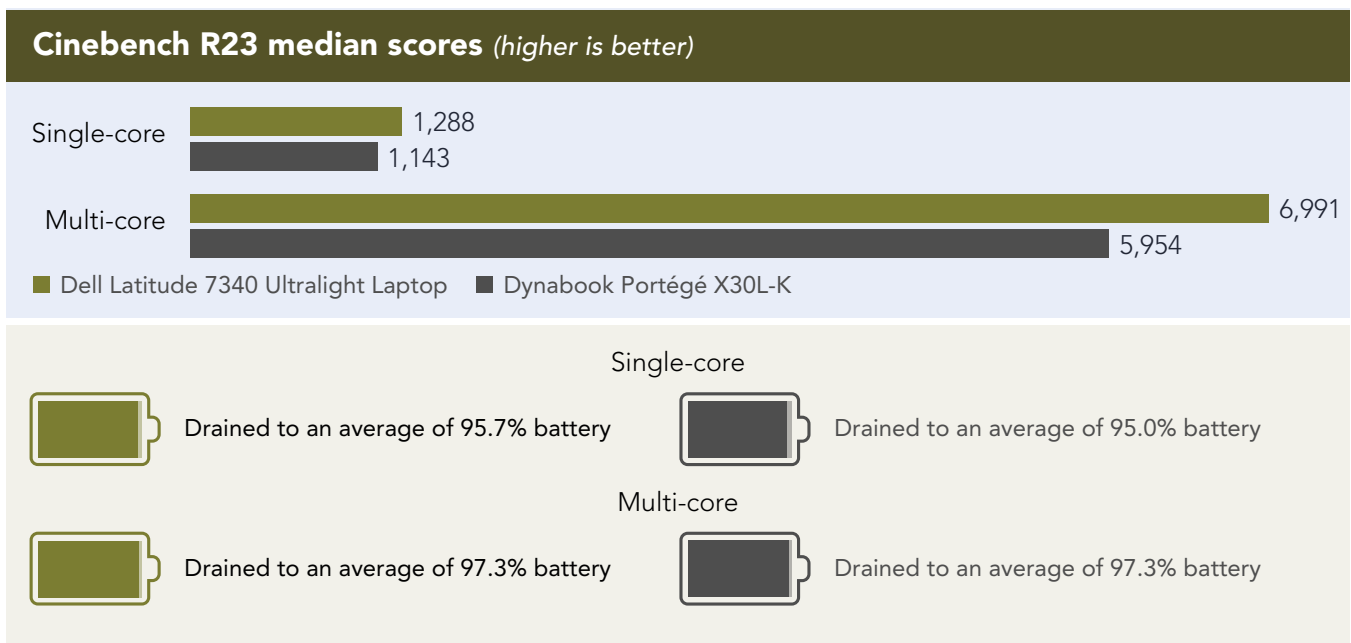 Cinebench R23 median scores (higher is better)
Single-core
1,288
1,143
Multi-core
6,991
5,954
Dell Latitude 7340 Ultralight Laptop Dynabook Portégé X30L-K
Single-core
Drained to an average of 95.7% battery Drained to an average of 95.0% battery
Multi-core
Drained to an average of 97.3% battery Drained to an average of 97.3% battery